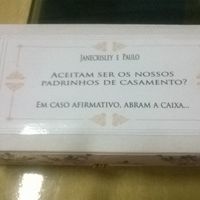 Janecrisley e Paulo
Aceitam ser os nossos
padrinhos de casamento?
Em caso afirmativo, abram a caixa...